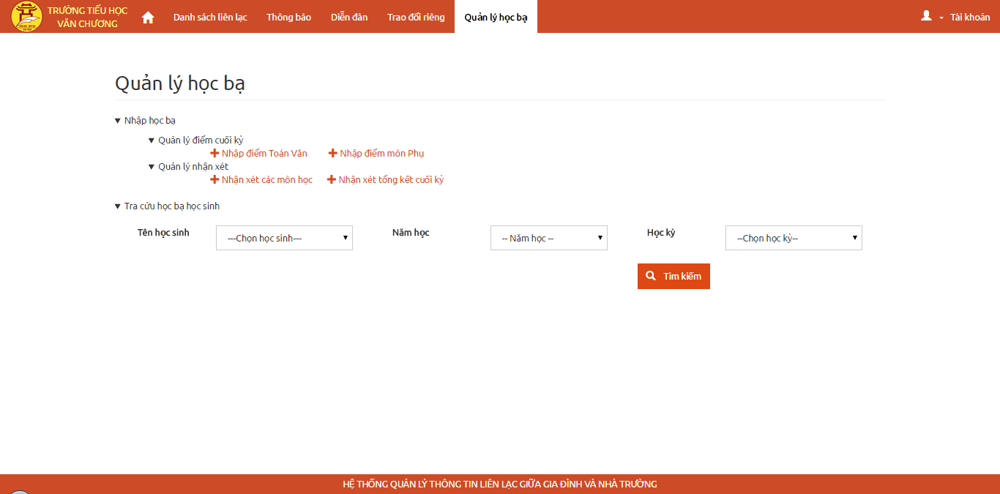 TRƯỜNG TIỂU HỌC
VĂN CHƯƠNG
Danh sách liên lạc
Thông báo
Diễn đàn
Trao đổi riêng
Quản lý học bạ
Tài khoản
Quản lý học bạ
Nhập học bạ
Quản lý điểm cuối kỳ
Nhập điểm Toán Văn
Nhập điểm môn Phụ
Quản lý nhận xét
Nhận xét các môn học
Nhận xét tổng kết cuối kỳ
Tra cứu học bạ học sinh
Tên học sinh
---Chọn học sinh---
Năm học
-- Năm học --
Học kỳ
--Chọn học kỳ--
Tìm kiếm
HỆ THỐNG QUẢN LÝ THÔNG TIN LIÊN LẠC GIỮA GIA ĐÌNH VÀ NHÀ TRƯỜNG